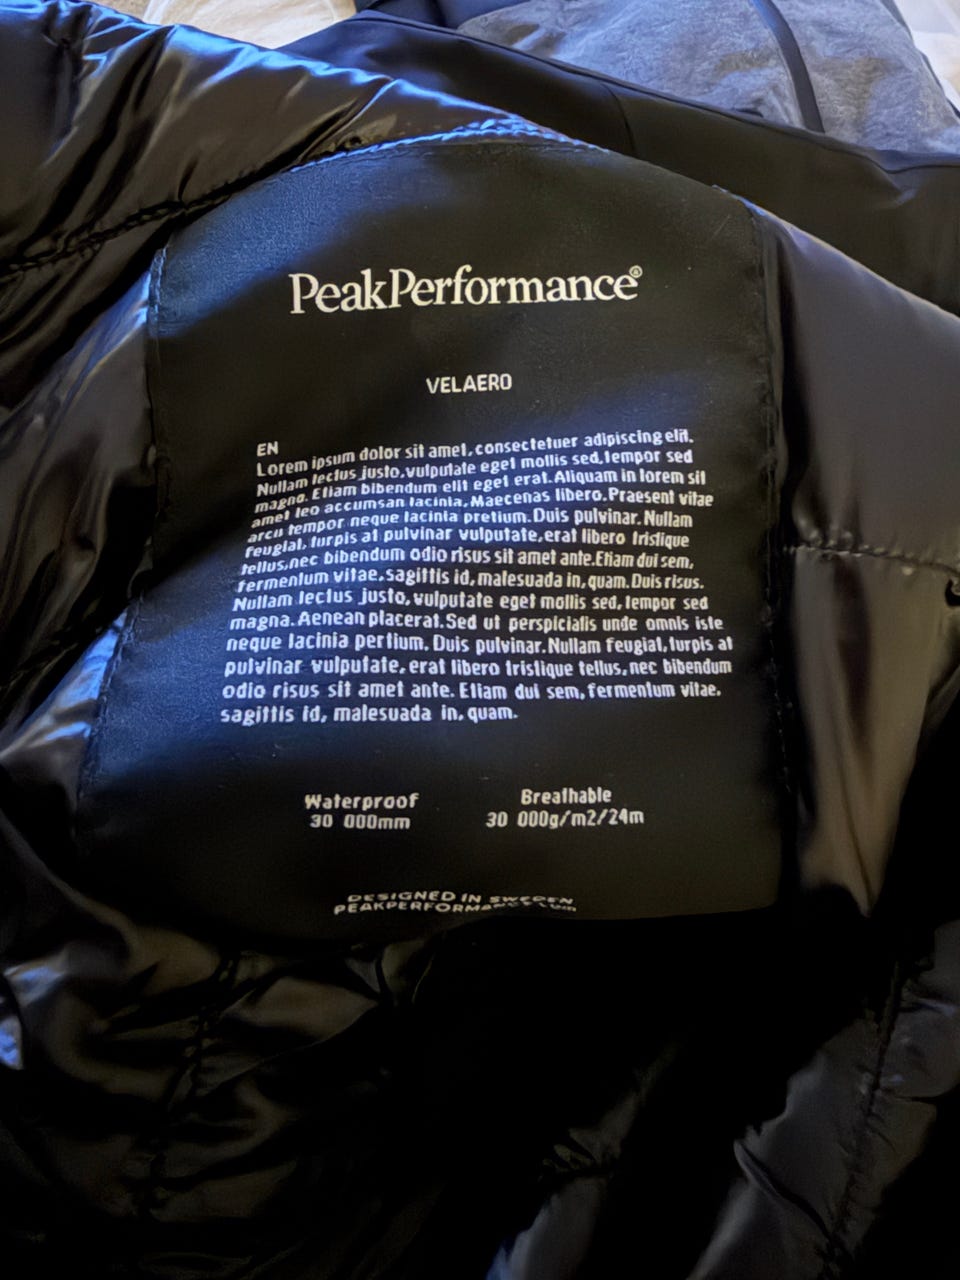 PeakPerformance®
VELAERO
EN
Lorem ipsum dolor sit amet, consectetuer adipiscing elit.
Nullam lectus justo, vulputate eget mollis sed, tempor sed
magna. Etiam bibendum elit eget erat. Aliquam in lorem sit
amet leo accumsan lacinia. Maecenas libero. Praesent vitae
arcu tempor neque lacinia pretium. Duis pulvinar. Nullam
feugiat, turpis at pulvinar vulputate, erat libero tristique
tellus, nec bibendum odio risus sit amet ante. Etiam dui sem,
fermentum vitae, sagittis id, malesuada in, quam. Duis risus.
Nullam lectus justo, vulputate eget mollis sed, tempor sed
magna. Aenean placerat. Sed ut perspicialis unde omnis iste
neque lacinia pertium. Duis pulvinar. Nullam feugiat, turpis at
pulvinar vulputate, erat libero tristique tellus, nec bibendum
odio risus sit amet ante. Etiam dui sem, fermentum vitae,
sagittis id, malesuada in, quam.
Waterproof
30 000mm
Breathable
30 000g/m2/24m
DESIGNED IN SWEDEN